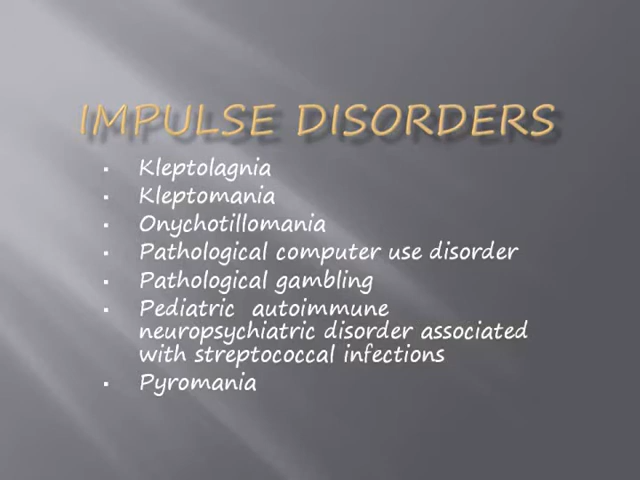 IMPULSE DISORDERS
▪ Kleptolagnia
▪ Kleptomania
▪ Onychotillomania
▪ Pathological computer use disorder
▪ Pathological gambling
▪ Pediatric autoimmune
neuropsychiatric disorder associated
with streptococcal infections
▪ Pyromania